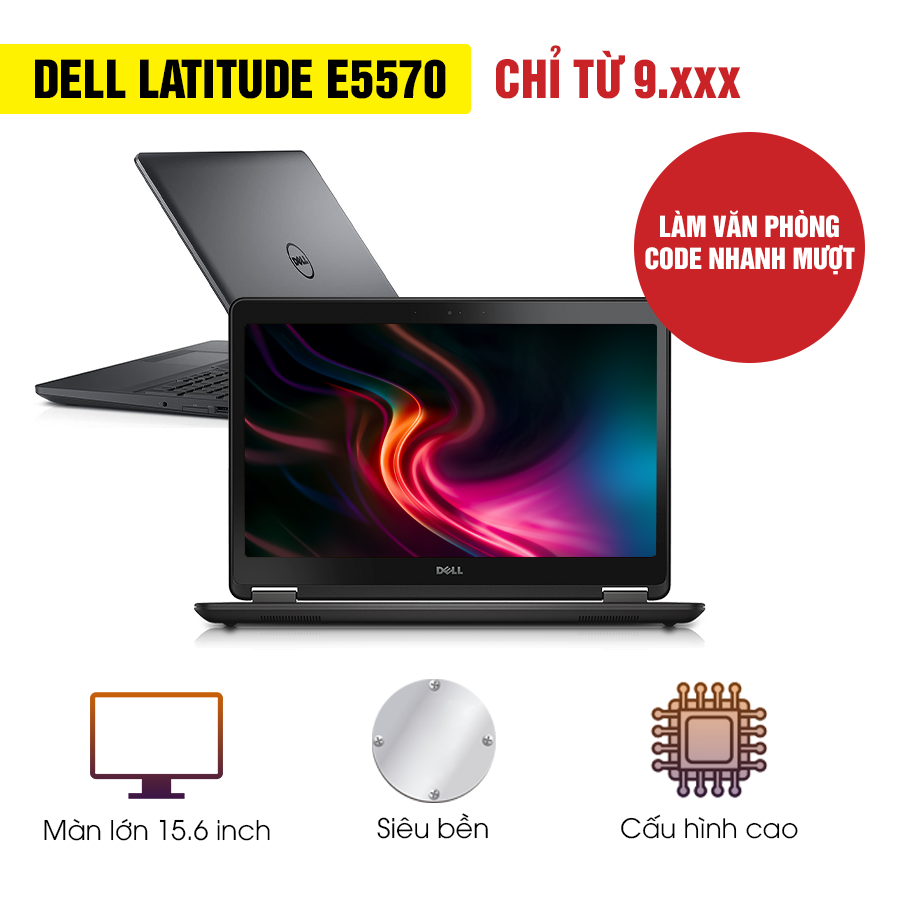 DELL LATITUDE E5570
CHỈ TỪ 9.xxx
LÀM VĂN PHÒNG
CODE NHANH MƯỢT
DELL
DELL
Màn lớn 15.6 inch
Siêu bền
Cấu hình cao